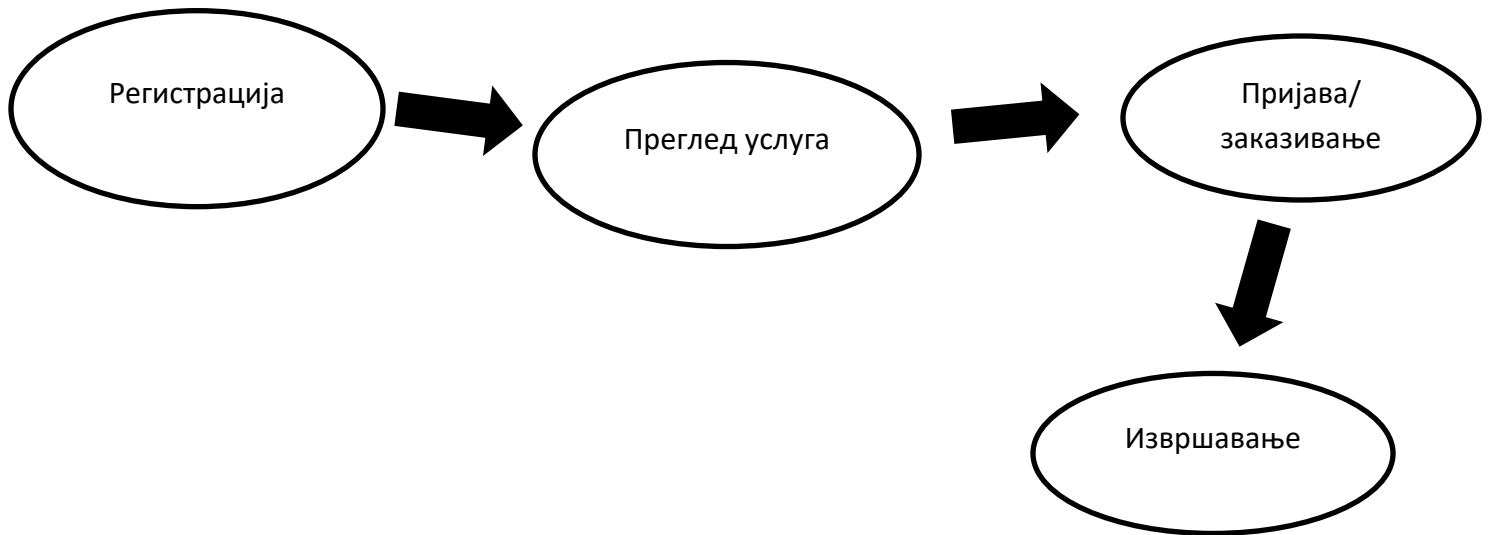 Регистрација
Преглед услуга
Пријава/
заказивање
Извршавање